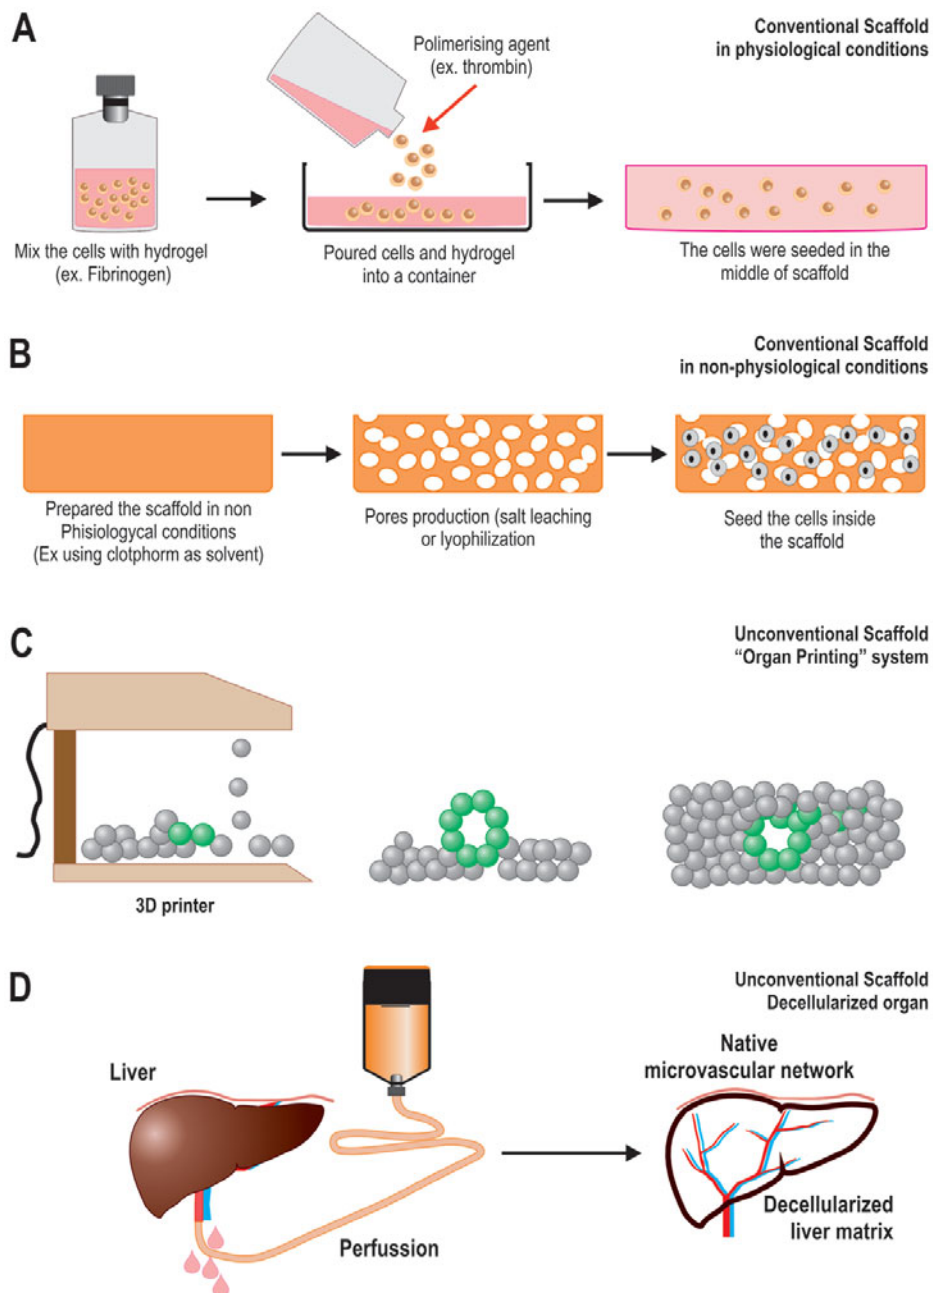 A
Conventional Scaffold
in physiological conditions
Polimerising agent
(ex. thrombin)
Mix the cells with hydrogel
(ex. Fibrinogen)
Poured cells and hydrogel
into a container
The cells were seeded in the
middle of scaffold
B
Conventional Scaffold
in non-physiological conditions
Prepared the scaffold in non
Phisiologycal conditions
(Ex using clotphorm as solvent)
Pores production (salt leaching
or lyophilization
Seed the cells inside
the scaffold
C
Unconventional Scaffold
“Organ Printing” system
3D printer
D
Unconventional Scaffold
Decellularized organ
Liver
Perfussion
Native
microvascular network
Decellularized
liver matrix